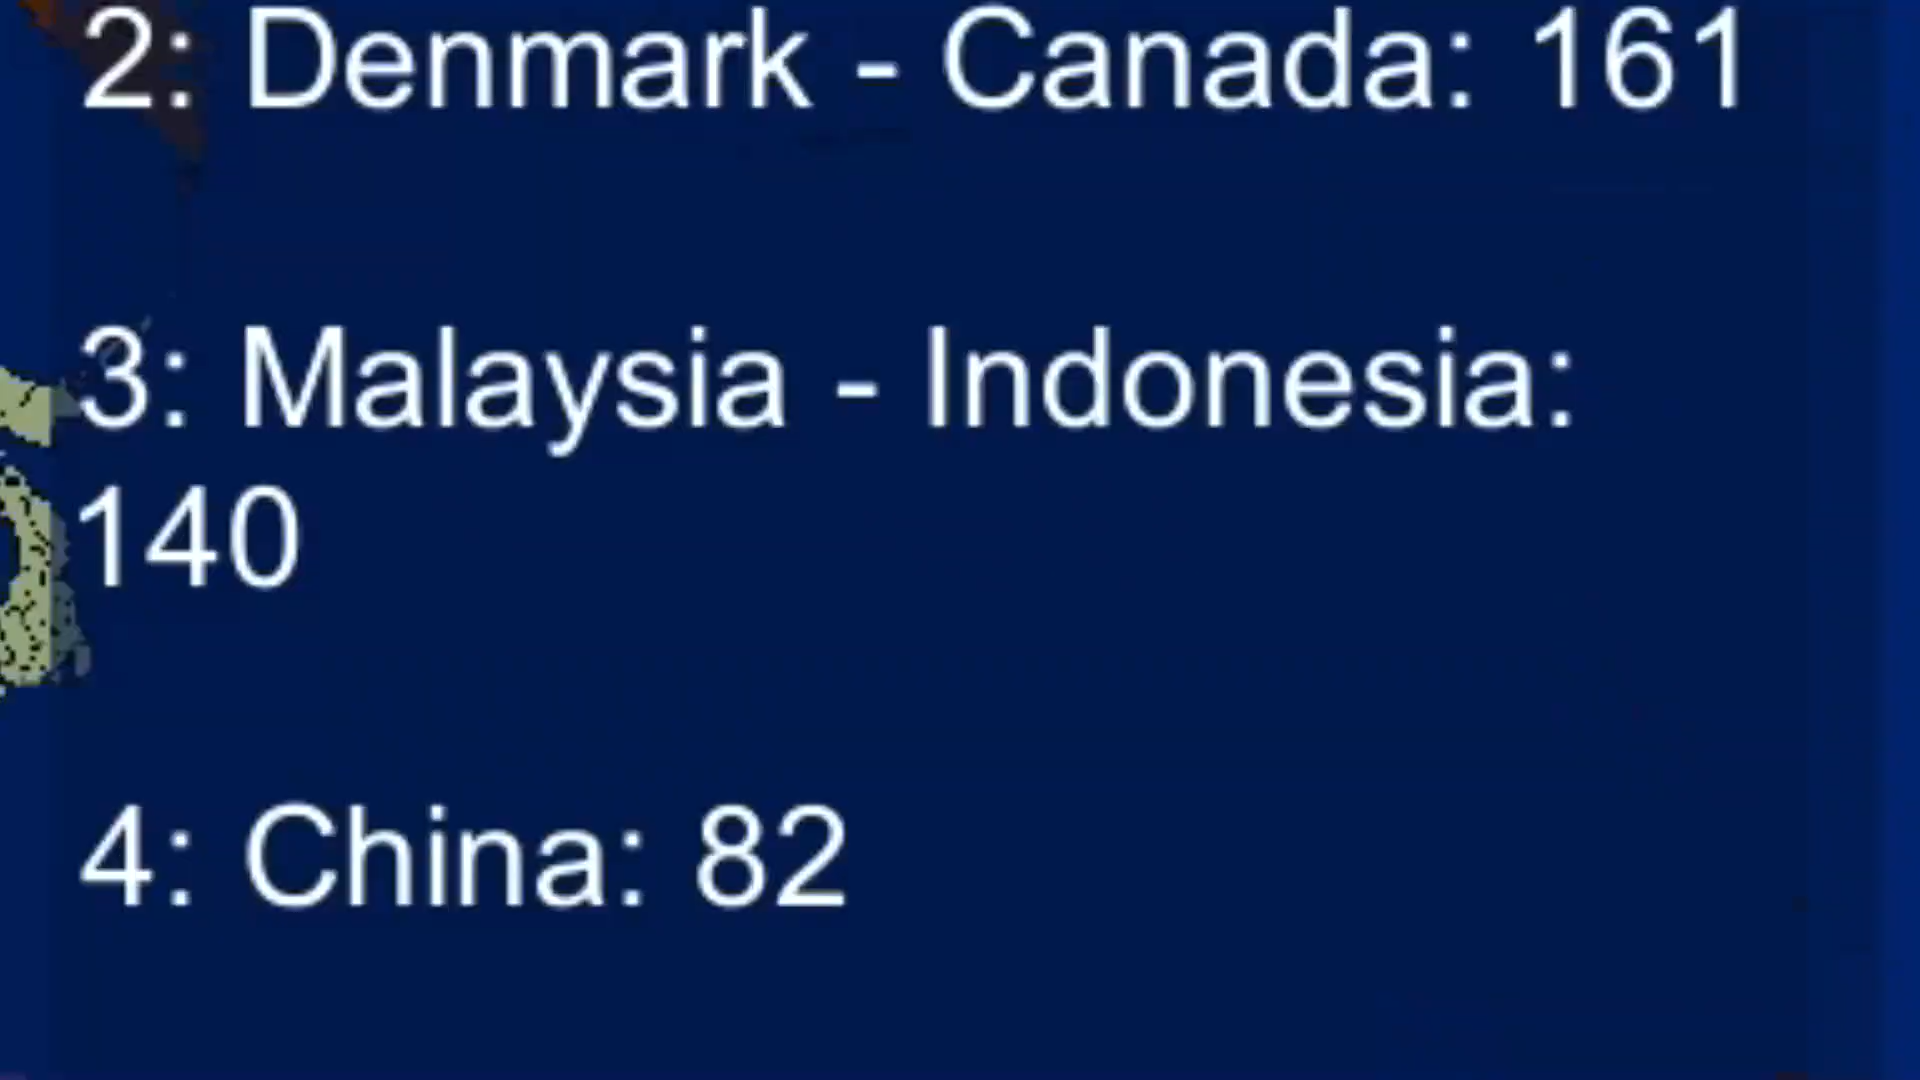 2: Denmark - Canada: 161
3: Malaysia - Indonesia:
140
4: China: 82